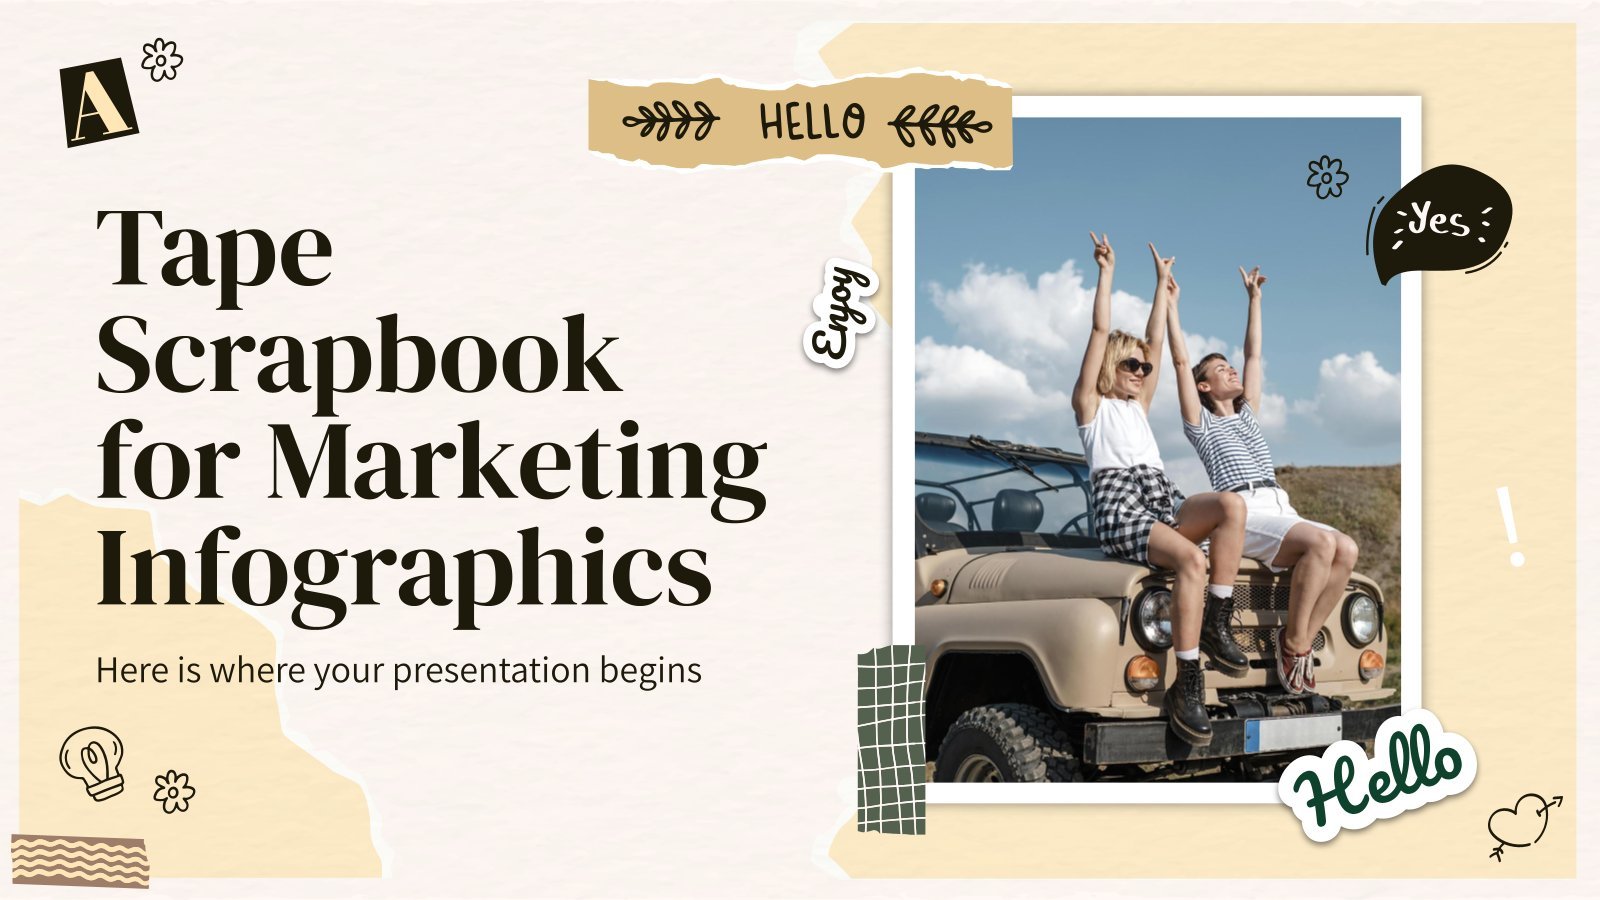 A
HELLO
Yes
Enjoy
Tape
Scrapbook
for Marketing
Infographics
Here is where your presentation begins
!
Hello